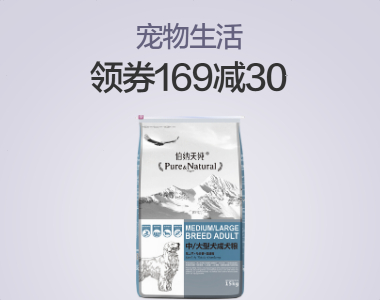 宠物生活
领券169减30
伯纳天纯®
Pure&Natural
MEDIUM/LARGE
BREED ADULT
中/大型犬成犬粮
15kg